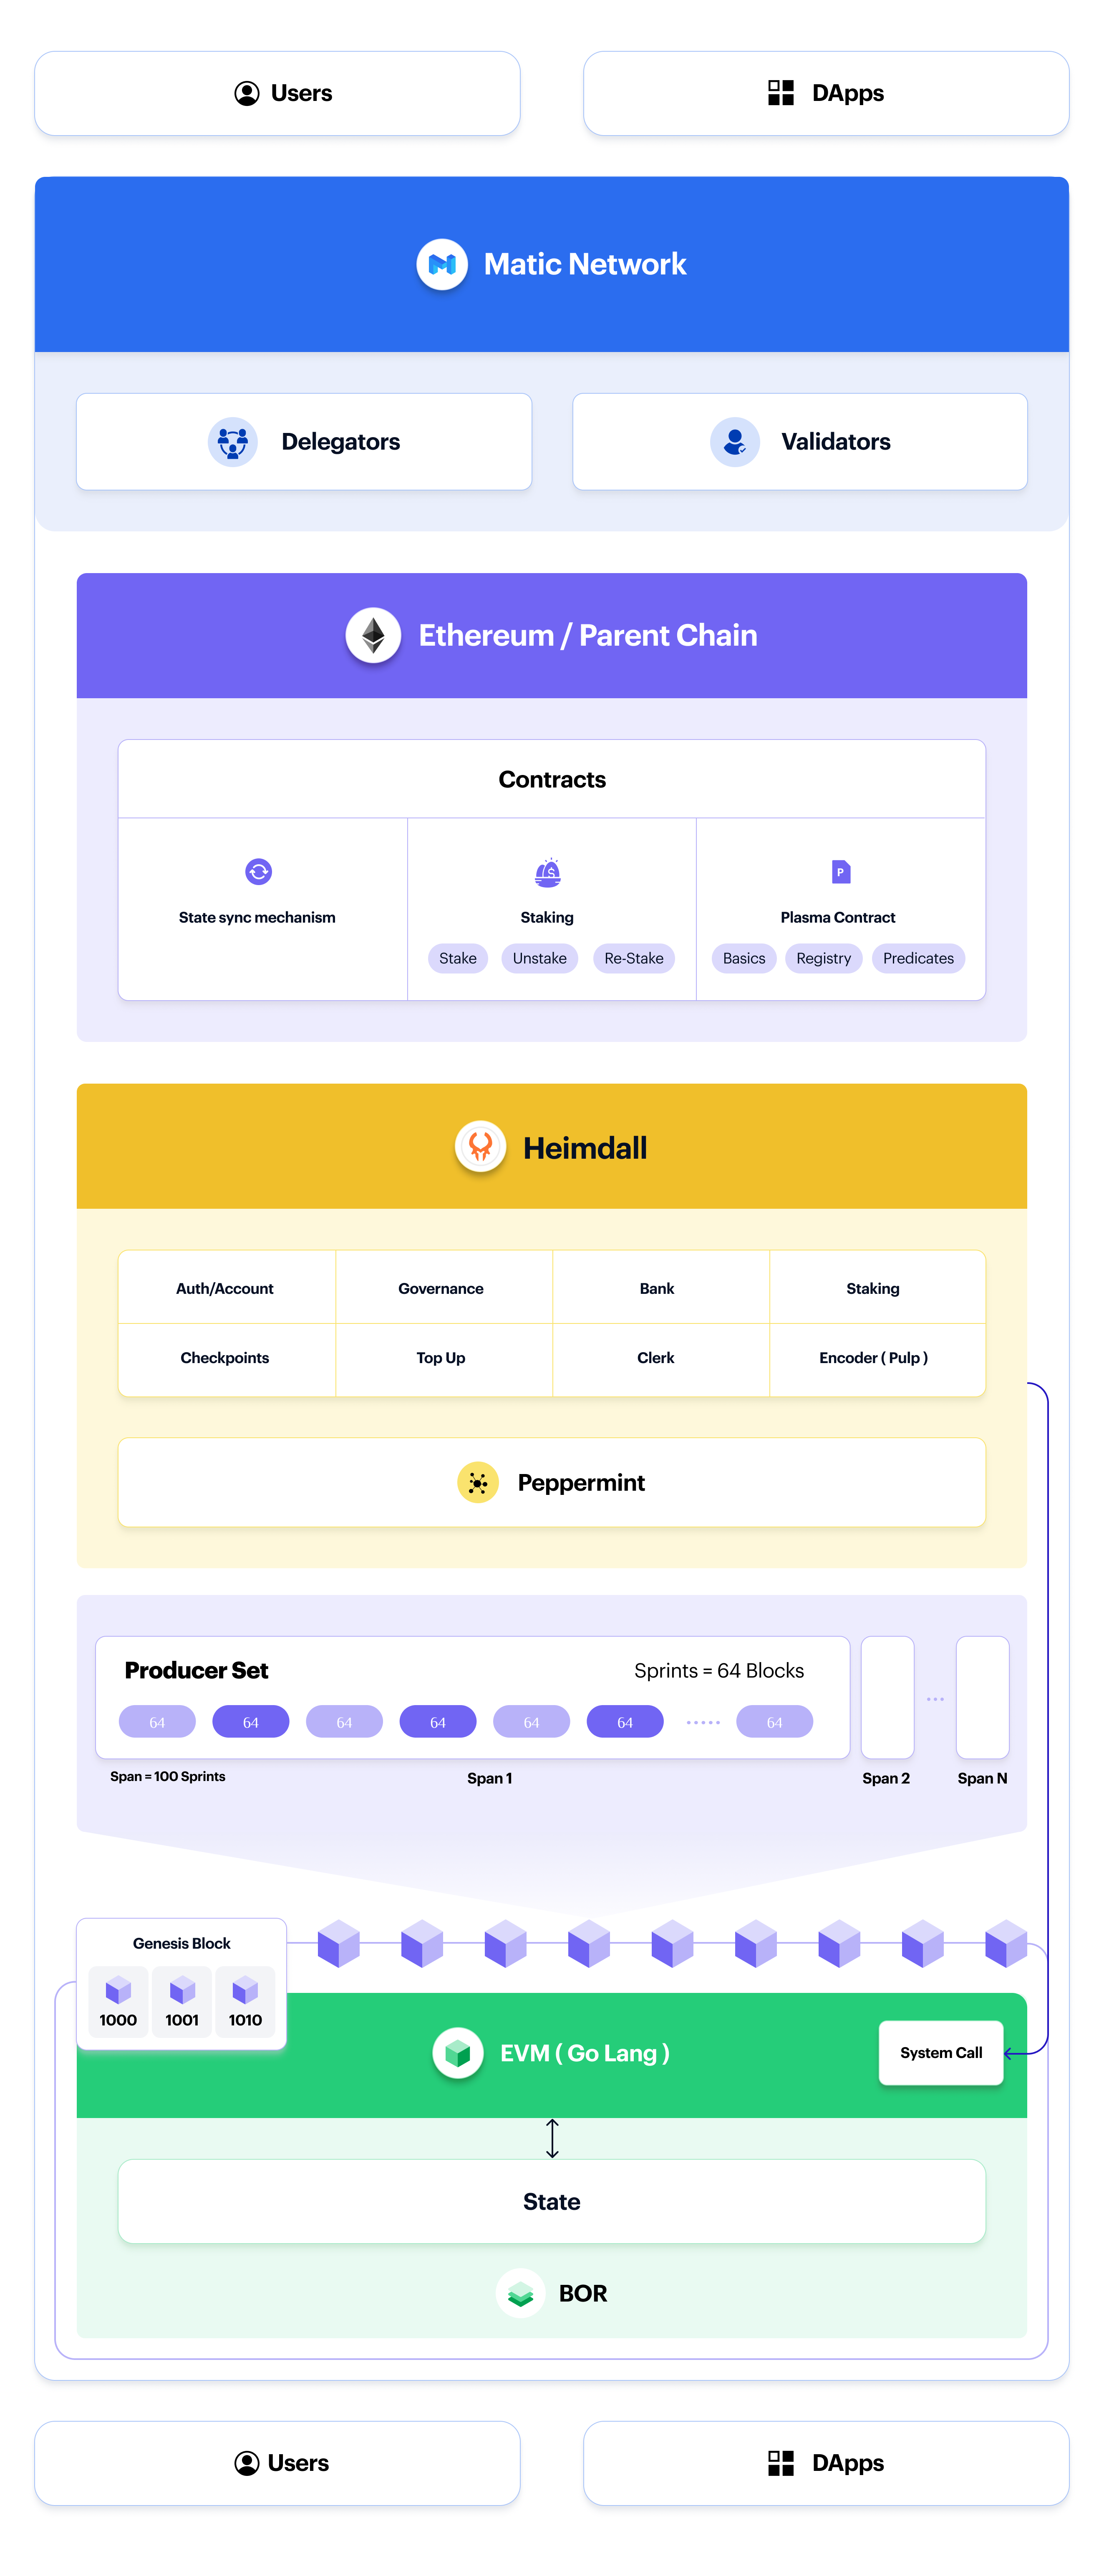 Users
DApps
Matic Network
Delegators
Validators
Ethereum / Parent Chain
Contracts
State sync mechanism
Staking
Plasma Contract
Stake
Unstake
Re-Stake
Basics
Registry
Predicates
P
Heimdall
Auth/Account
Governance
Bank
Staking
Checkpoints
Top Up
Clerk
Encoder ( Pulp )
Peppermint
Producer Set
Sprints = 64 Blocks
64 64 64 64 64 64 ..... 64
...
Span = 100 Sprints
Span 1
Span 2
Span N
Genesis Block
1000
1001
1010
EVM ( Go Lang )
System Call
State
BOR
Users
DApps